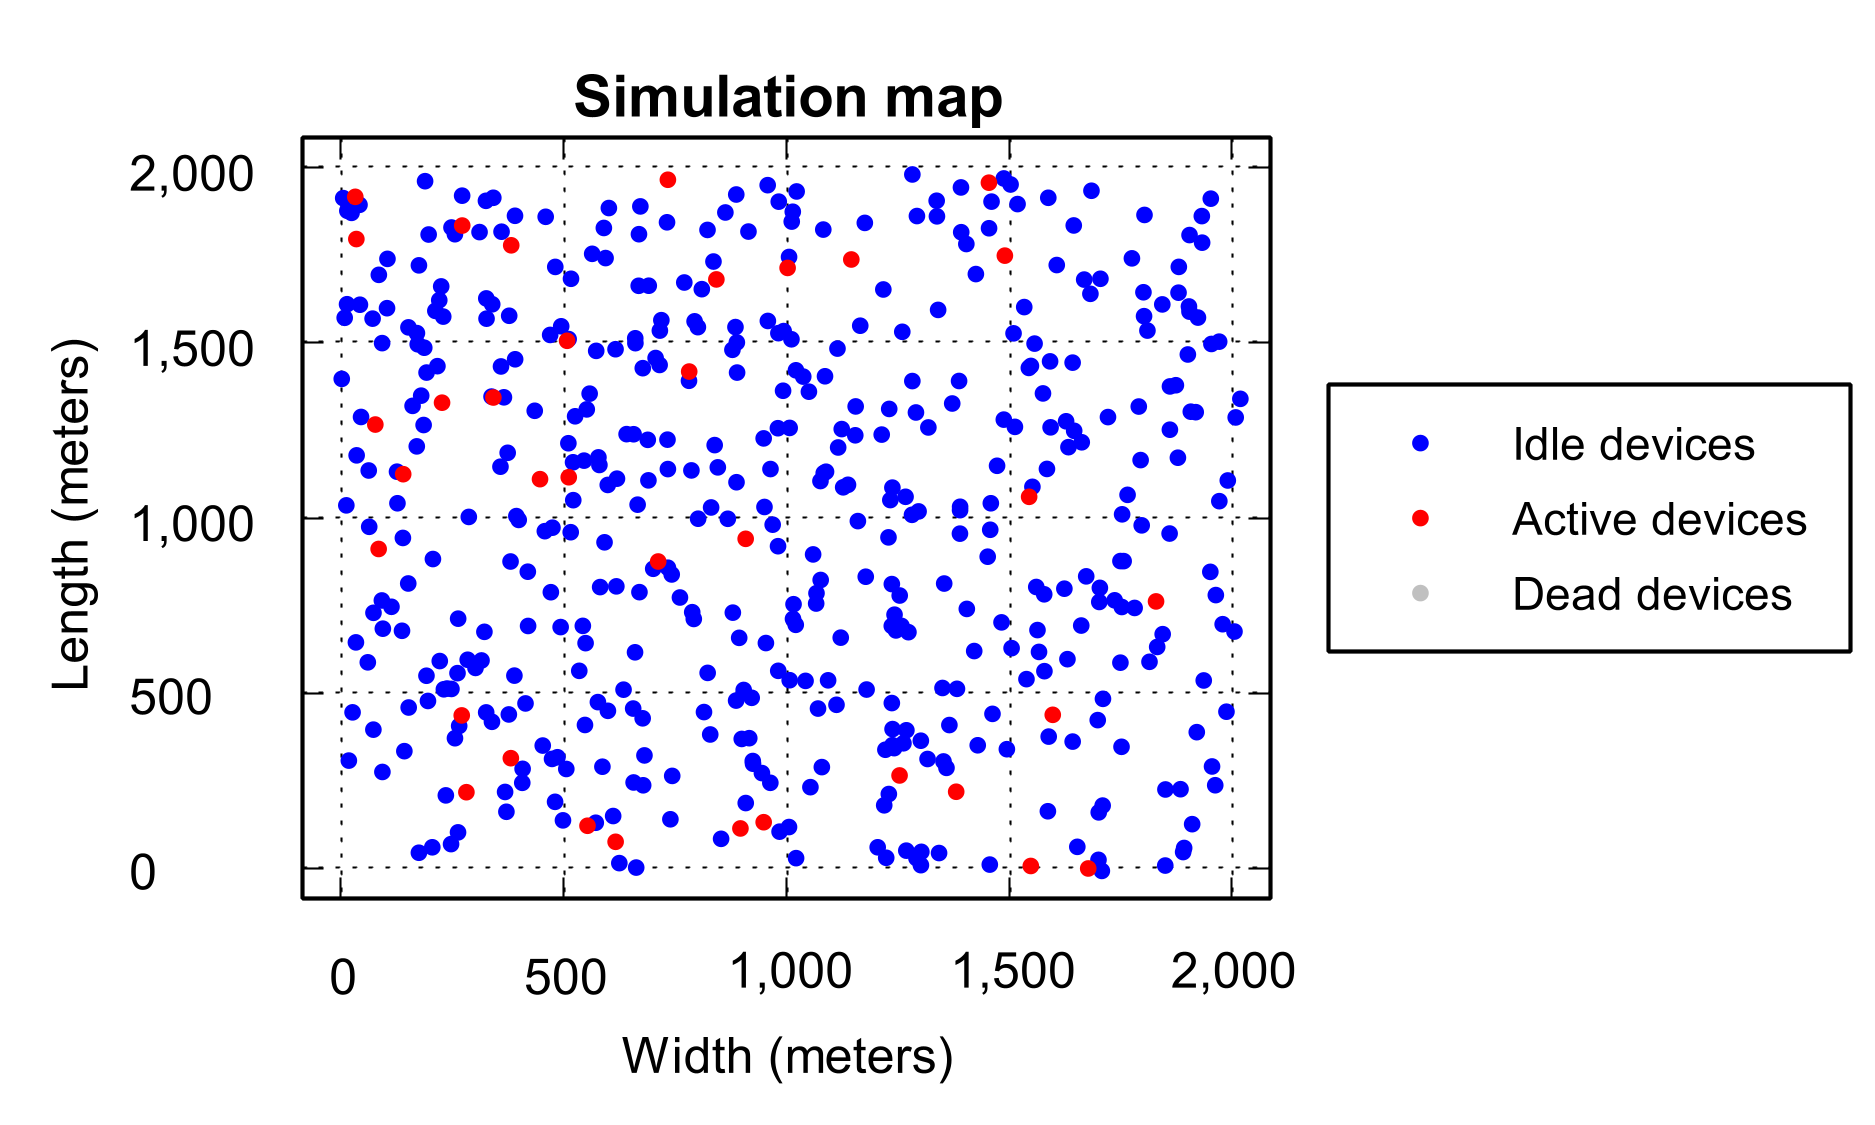 Simulation map
2,000
1,500
1,000
500
0
Length (meters)
0
500
1,000
1,500
2,000
Width (meters)
Idle devices
Active devices
Dead devices